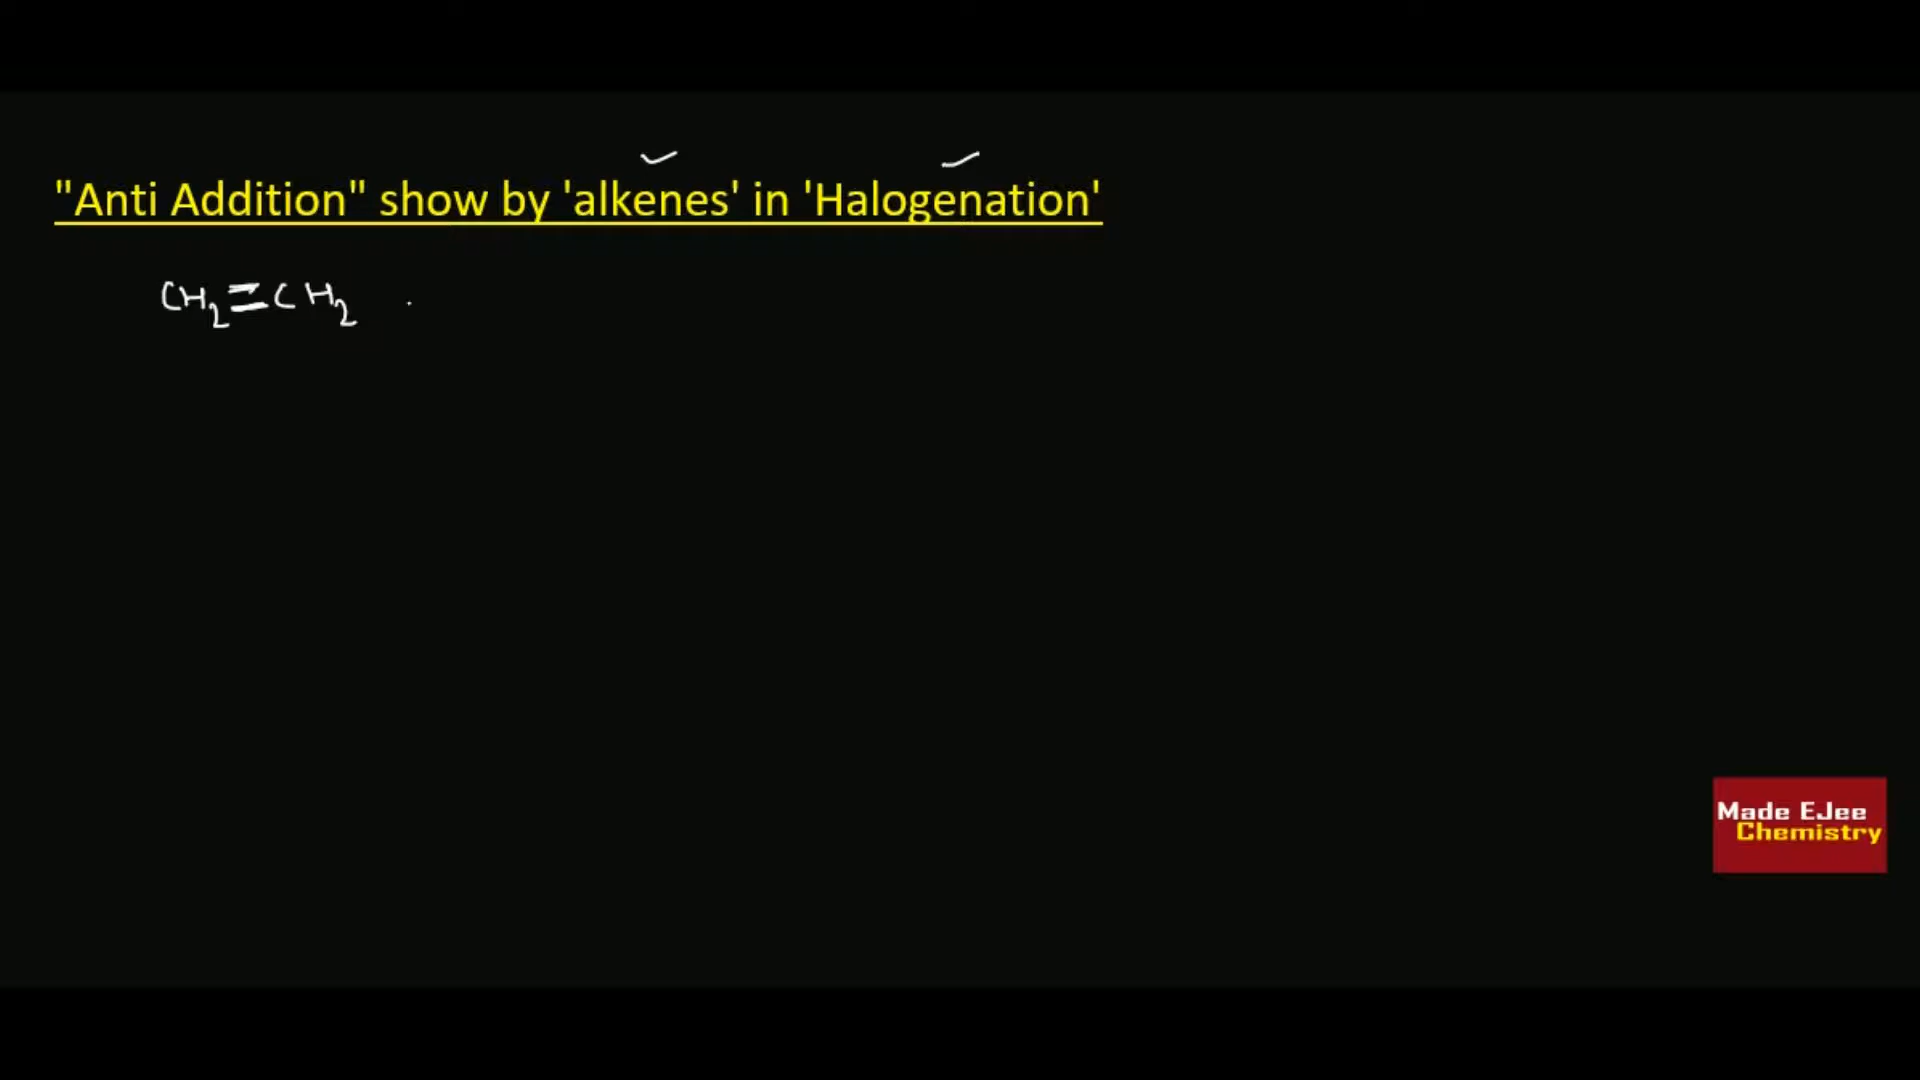 "Anti Addition" show by 'alkenes' in 'Halogenation'
CH₂=CH₂
Made EJee
Chemistry